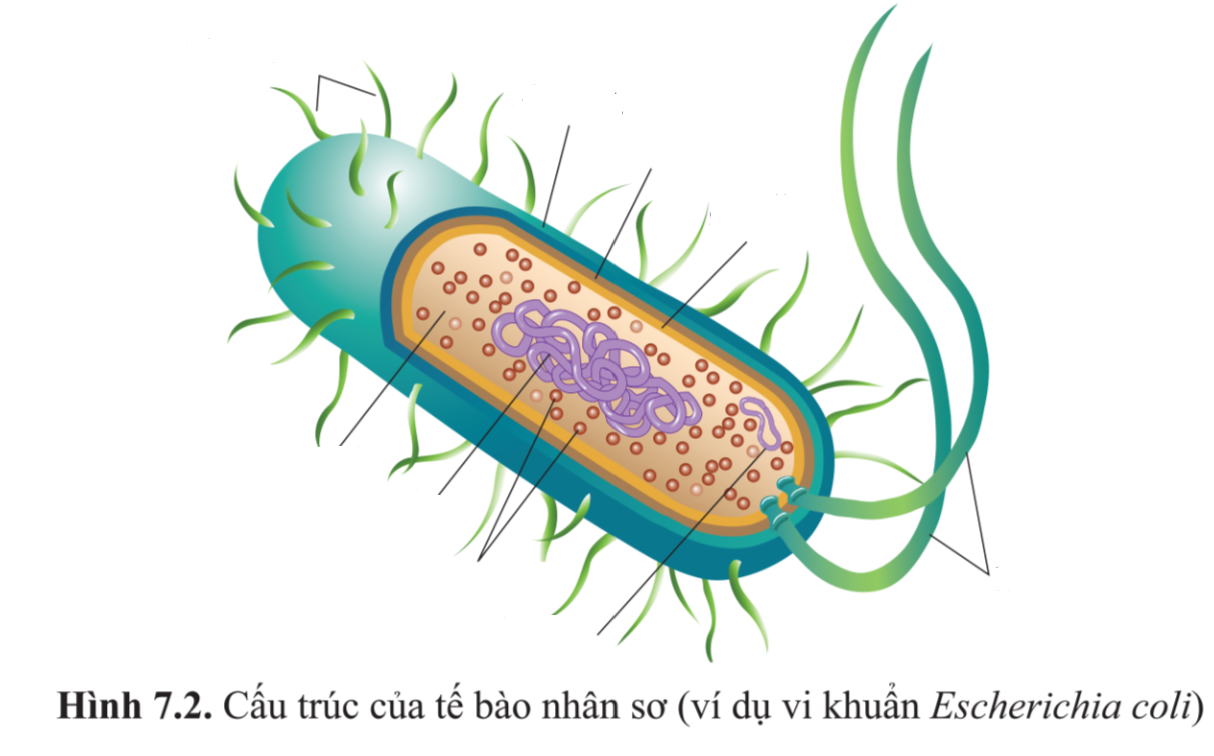 Hình 7.2. Cấu trúc của tế bào nhân sơ (ví dụ vi khuẩn Escherichia coli)